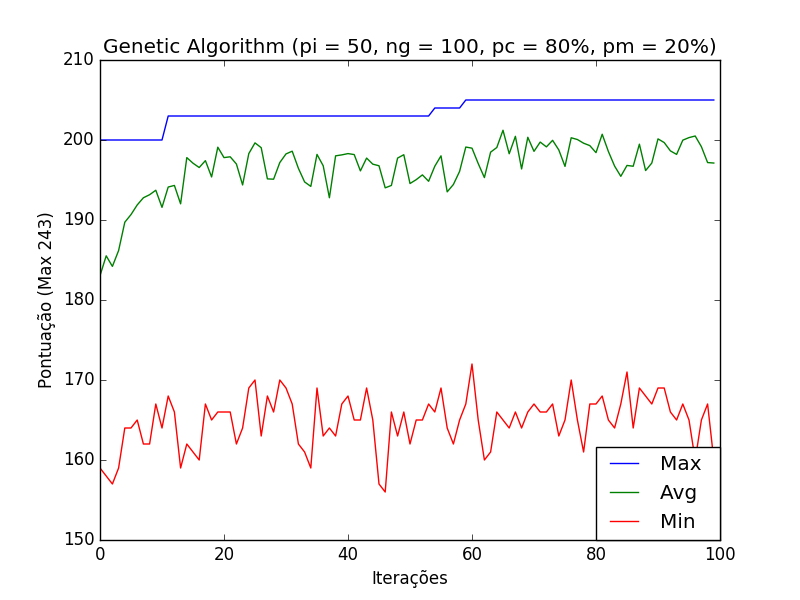 Genetic Algorithm (pi = 50, ng = 100, pc = 80%, pm = 20%)
210
200
190
180
170
160
150
Pontuação (Max 243)
Max
Avg
Min
0 20 40 60 80 100
Iterações